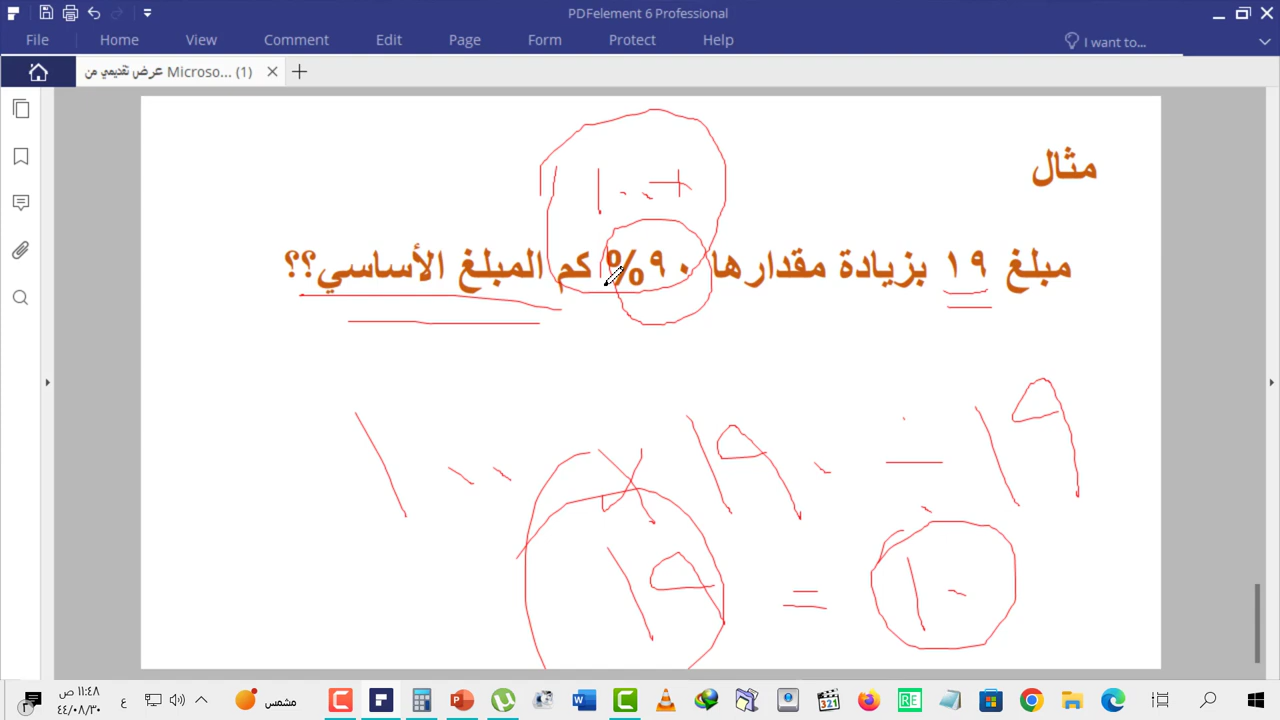 PDFelement 6 Professional
File Home View Comment Edit Page Form Protect Help I want to...
عرض تقديمي من Microso... (1)
مثال
١٠٠+
مبلغ ١٩ بزيادة مقدارها ٩٠% كم المبلغ الأساسي؟؟
١٠٠ × ١٩٠ ÷ ١٩
١٩ = ١٠
١١:٤٨ ص
٤٤/٠٨/٣٠
ع
مشمس
321
RE